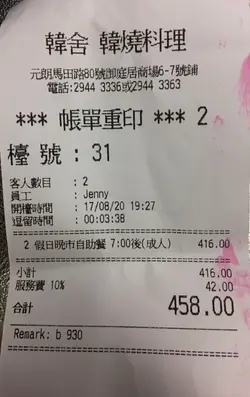 韓舍 韓燒料理
元朗馬田路80號御庭居商場6-7號鋪
電話:2944 3336或2944 3363
*** 帳單重印 *** 2
檯 號 : 31
客人數目 : 2
員工 : Jenny
開檯時間 : 17/08/20 19:27
逗留時間 : 00:03:38
2 假日晚市自助餐 7:00後(成人) 416.00
小計 416.00
服務費 10% 42.00
合計 458.00
Remark: b 930